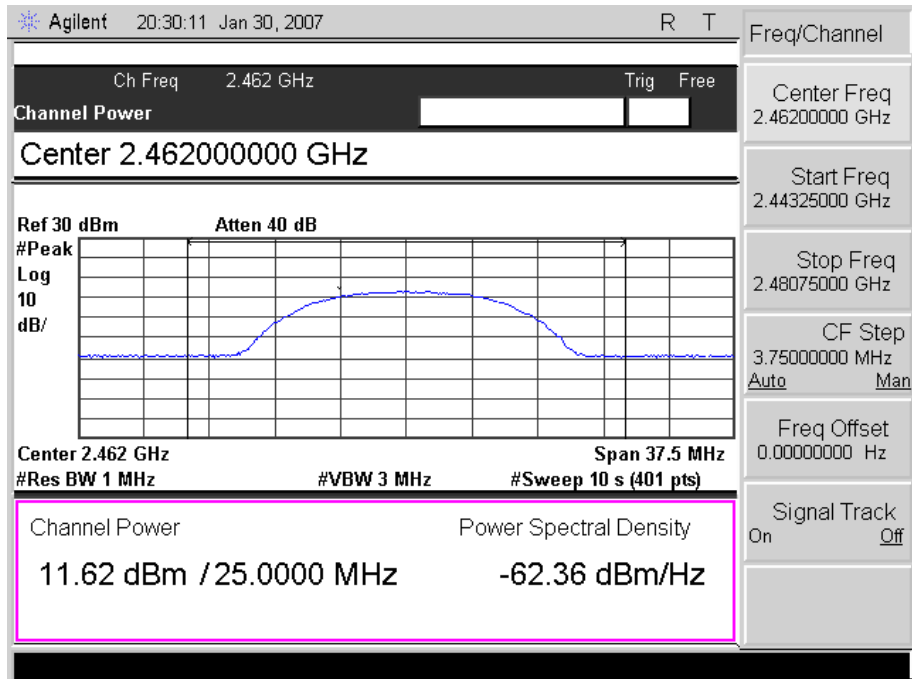 Agilent 20:30:11 Jan 30, 2007 R T
Freq/Channel
Ch Freq 2.462 GHz Trig Free
Channel Power
Center 2.462000000 GHz
Center Freq
2.46200000 GHz
Start Freq
2.44325000 GHz
Stop Freq
2.48075000 GHz
CF Step
3.75000000 MHz
Auto Man
Freq Offset
0.00000000 Hz
Signal Track
On Off
Ref 30 dBm Atten 40 dB
#Peak
Log
10
dB/
Center 2.462 GHz Span 37.5 MHz
#Res BW 1 MHz #VBW 3 MHz #Sweep 10 s (401 pts)
Channel Power Power Spectral Density
11.62 dBm / 25.0000 MHz -62.36 dBm/Hz